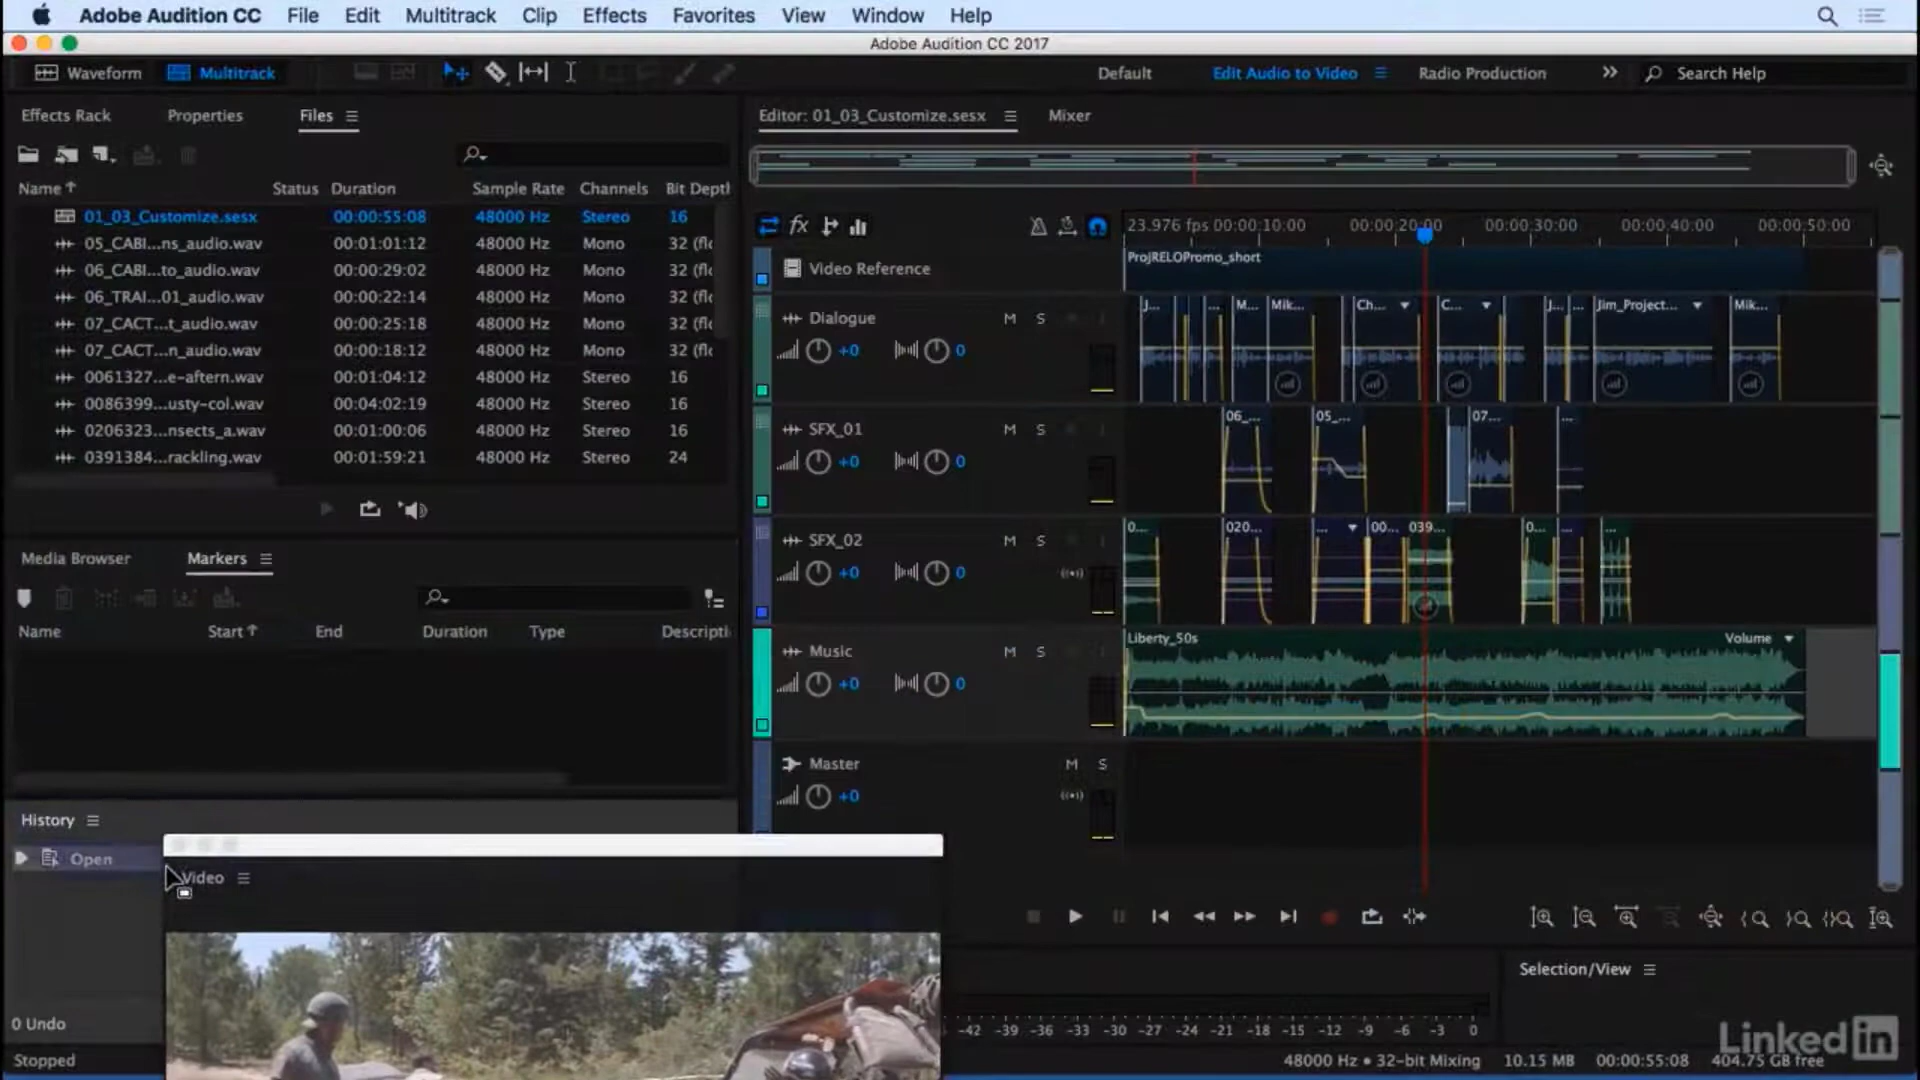 Adobe Audition CC File Edit Multitrack Clip Effects Favorites View Window Help
Adobe Audition CC 2017
Waveform Multitrack Default Edit Audio to Video Radio Production Search Help
Effects Rack Properties Files
Editor: 01_03_Customize.sesx Mixer
Name Status Duration Sample Rate Channels Bit Depth
01_03_Customize.sesx 00:00:55:08 48000 Hz Stereo 16
05_CABI...ns_audio.wav 00:01:01:12 48000 Hz Mono 32 (flo
06_CABI...to_audio.wav 00:00:29:02 48000 Hz Mono 32 (flo
06_TRAI...01_audio.wav 00:00:22:14 48000 Hz Mono 32 (flo
07_CACT...t_audio.wav 00:00:25:18 48000 Hz Mono 32 (flo
07_CACT...n_audio.wav 00:00:18:12 48000 Hz Mono 32 (flo
0061327...e-aftern.wav 00:01:04:12 48000 Hz Stereo 16
0086399...usty-col.wav 00:04:02:19 48000 Hz Stereo 16
0206323...nsects_a.wav 00:01:00:06 48000 Hz Stereo 16
0391384...rackling.wav 00:01:59:21 48000 Hz Stereo 24
fx 23.976 fps 00:00:10:00 00:00:20:00 00:00:30:00 00:00:40:00 00:00:50:00
Video Reference ProjRELOPromo_short
Dialogue M S J... ... M... Mik... Ch... C... J... ... Jim_Project... Mik...
+0 0
SFX_01 M S 06_... 05_... 07... ...
+0 0
SFX_02 M S 0... 020... ... 00... 039... 0... ... ...
+0 0
Music M S Liberty_50s Volume
+0 0
Master M S
+0
Media Browser Markers
Name Start End Duration Type Descripti
History
Open
0 Undo
Stopped
Video
Selection/View
-42 -39 -36 -33 -30 -27 -24 -21 -18 -15 -12 -9 -6 -3 0
48000 Hz • 32-bit Mixing 10.15 MB 00:00:55:08 404.75 GB free
LinkedIn